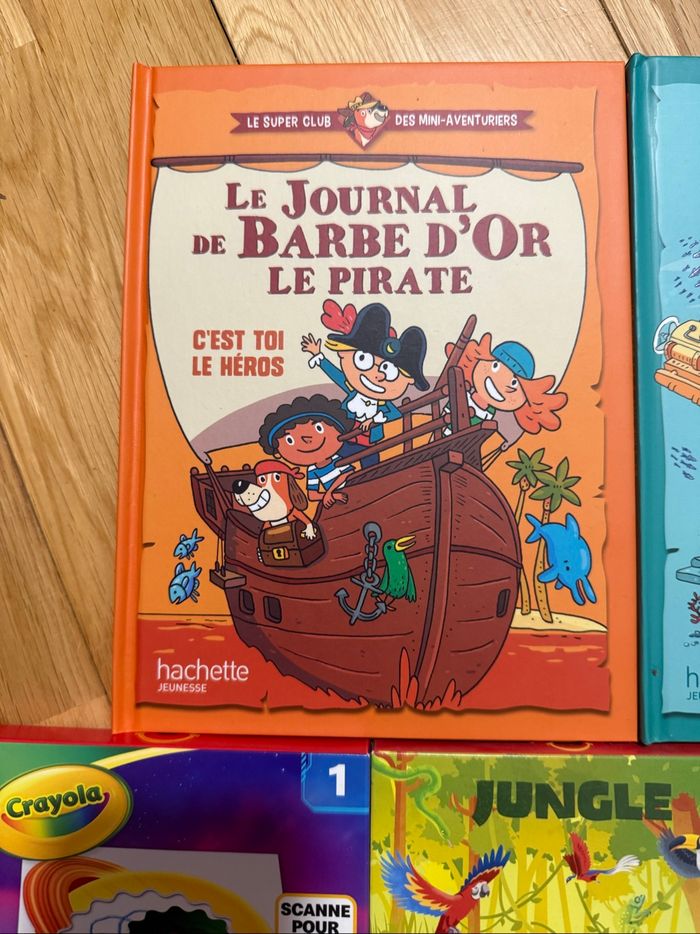 LE SUPER CLUB DES MINI-AVENTURIERS
LE JOURNAL
DE BARBE D'OR
LE PIRATE
C'EST TOI
LE HÉROS
hachette
JEUNESSE
Crayola
1
SCANNE
POUR
JUNGLE